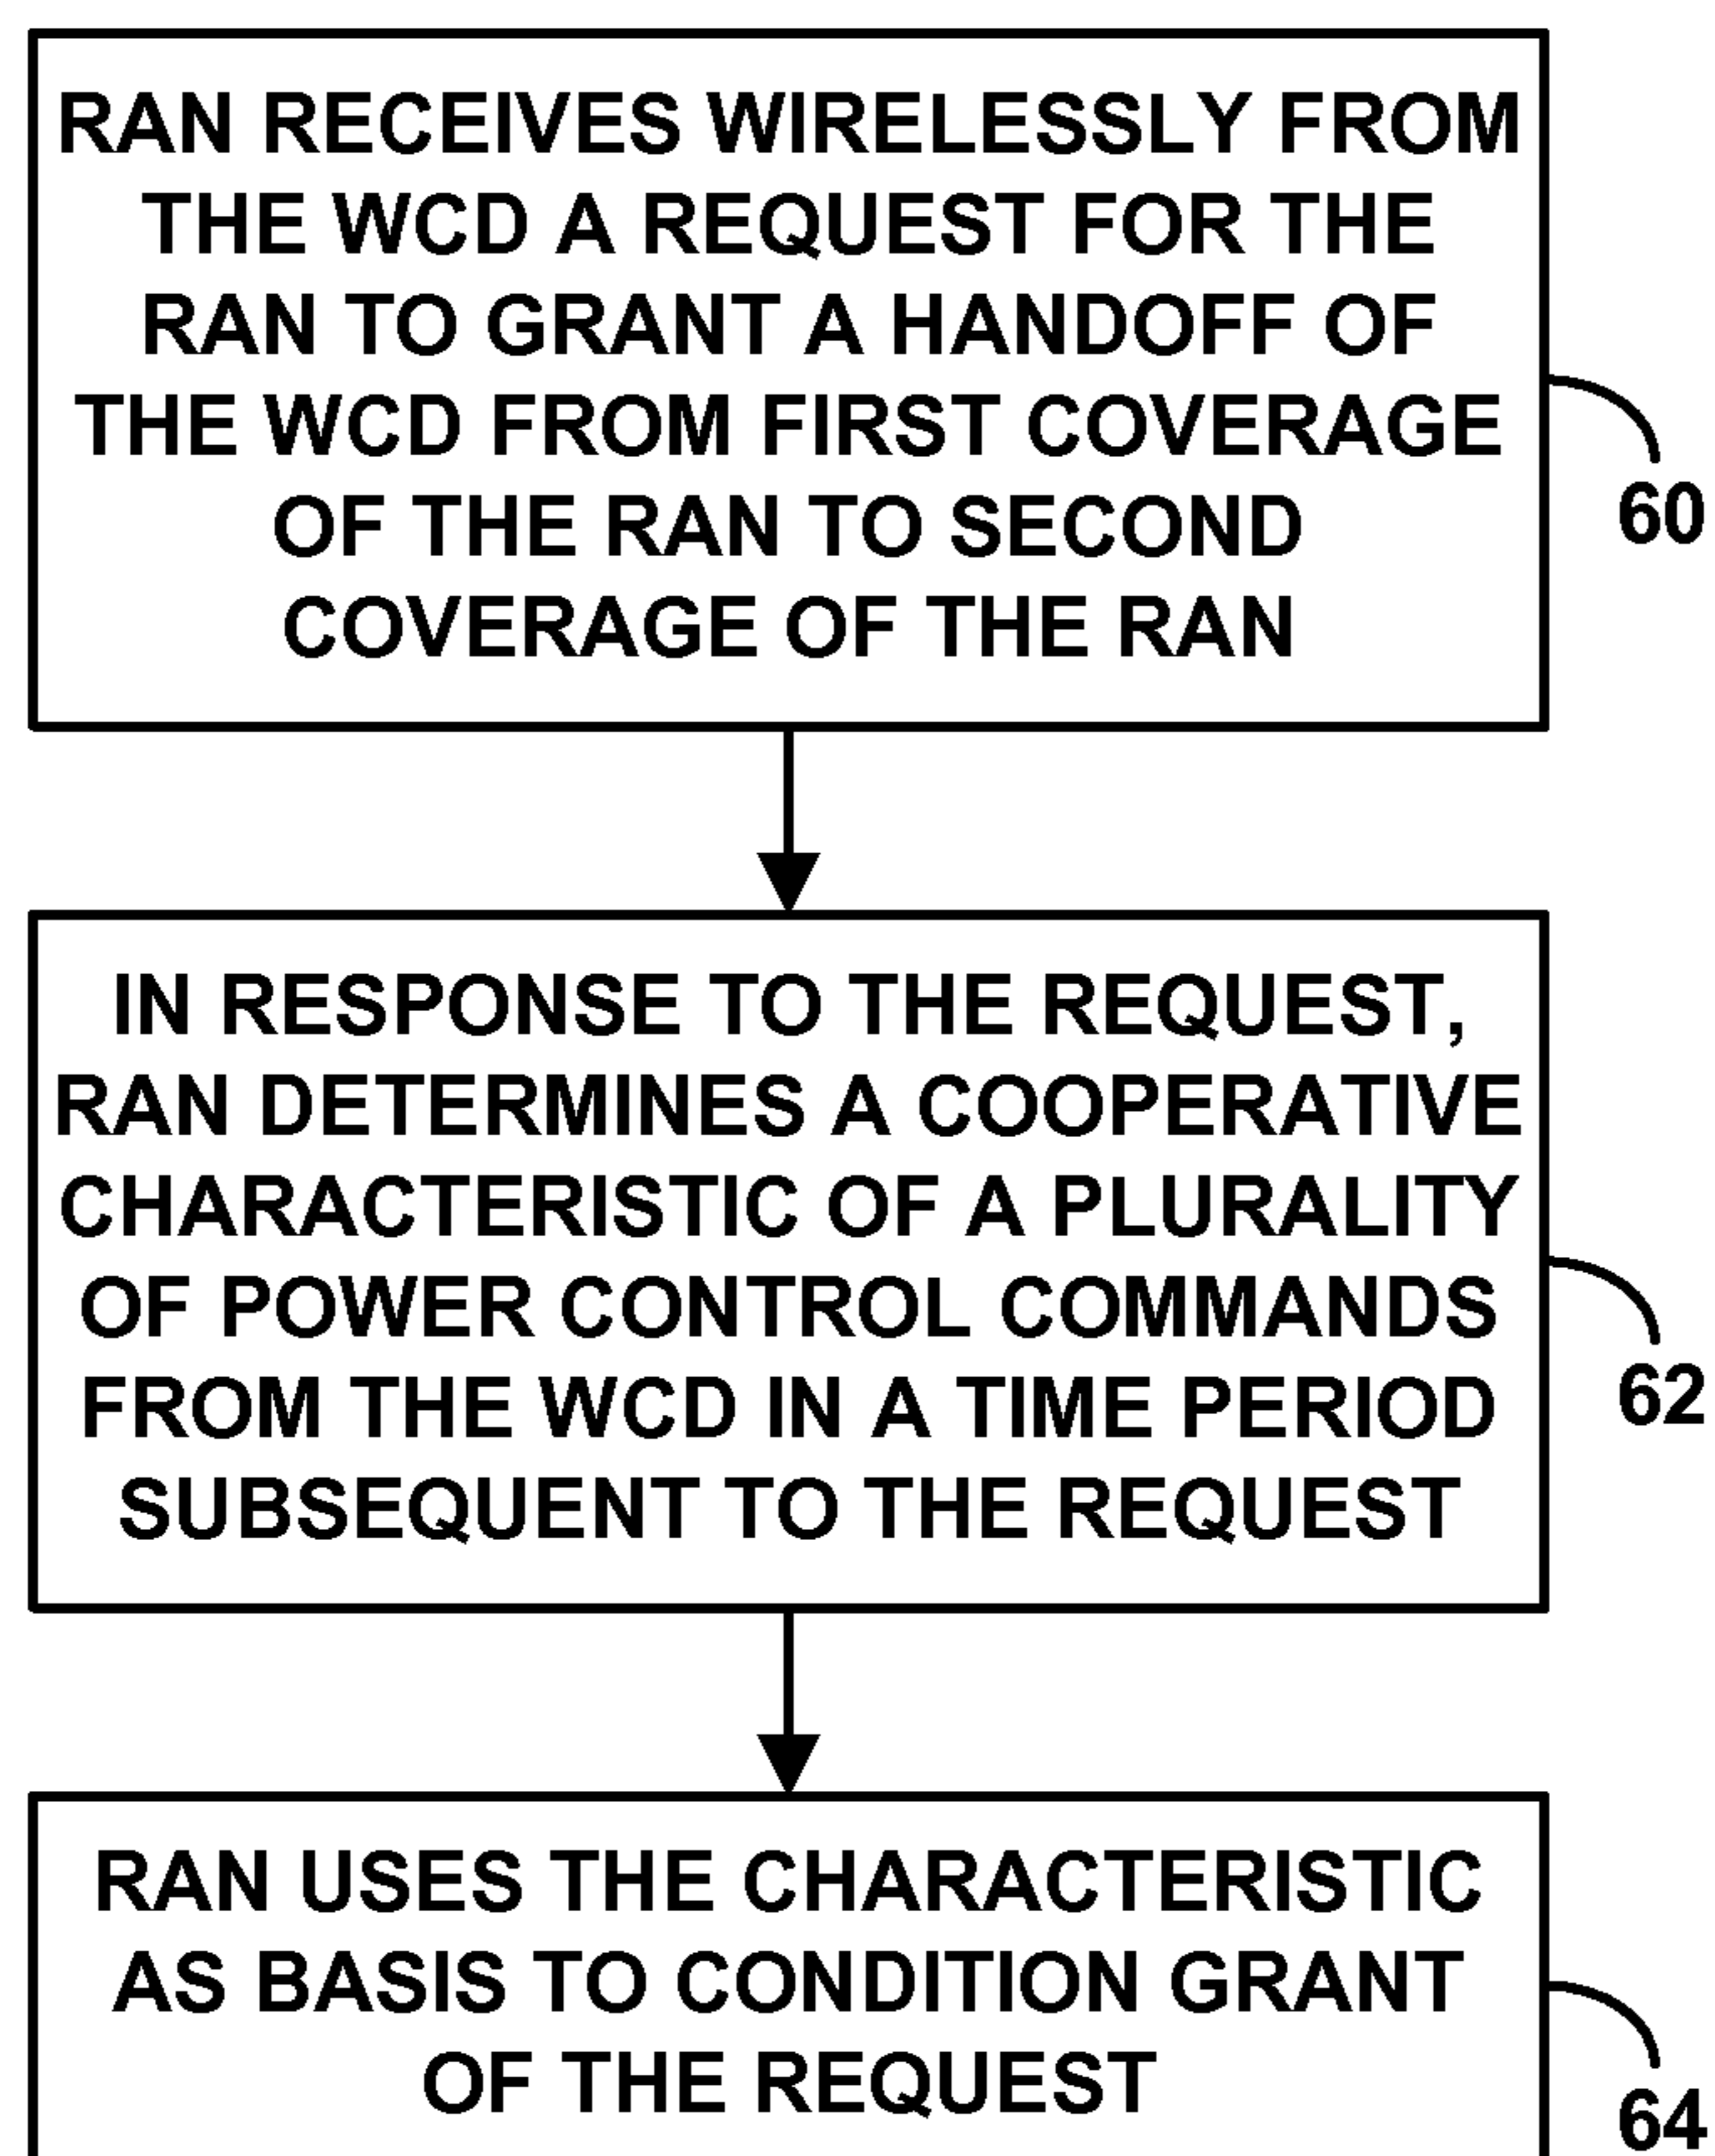 RAN RECEIVES WIRELESSLY FROM
THE WCD A REQUEST FOR THE
RAN TO GRANT A HANDOFF OF
THE WCD FROM FIRST COVERAGE
OF THE RAN TO SECOND
COVERAGE OF THE RAN
60
IN RESPONSE TO THE REQUEST,
RAN DETERMINES A COOPERATIVE
CHARACTERISTIC OF A PLURALITY
OF POWER CONTROL COMMANDS
FROM THE WCD IN A TIME PERIOD
SUBSEQUENT TO THE REQUEST
62
RAN USES THE CHARACTERISTIC
AS BASIS TO CONDITION GRANT
OF THE REQUEST
64